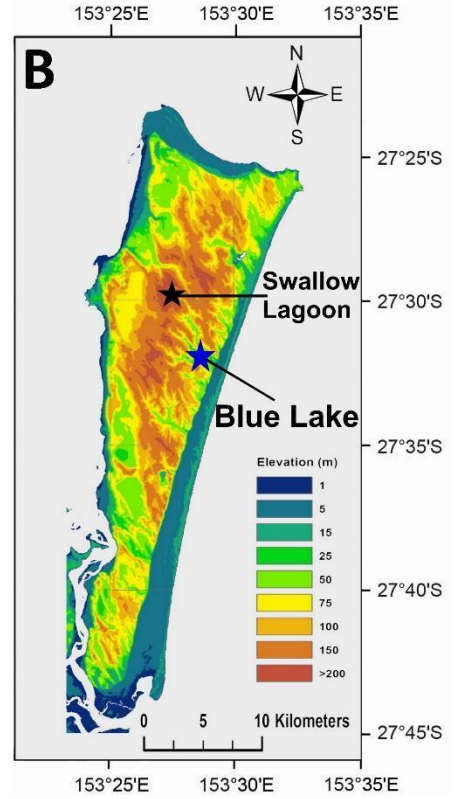 153°25'E 153°30'E 153°35'E
B
N
W E
S
27°25'S
Swallow
Lagoon
27°30'S
Blue Lake
27°35'S
Elevation (m)
1
5
15
25
50
75
100
150
>200
27°40'S
0 5 10 Kilometers
27°45'S
153°25'E 153°30'E 153°35'E